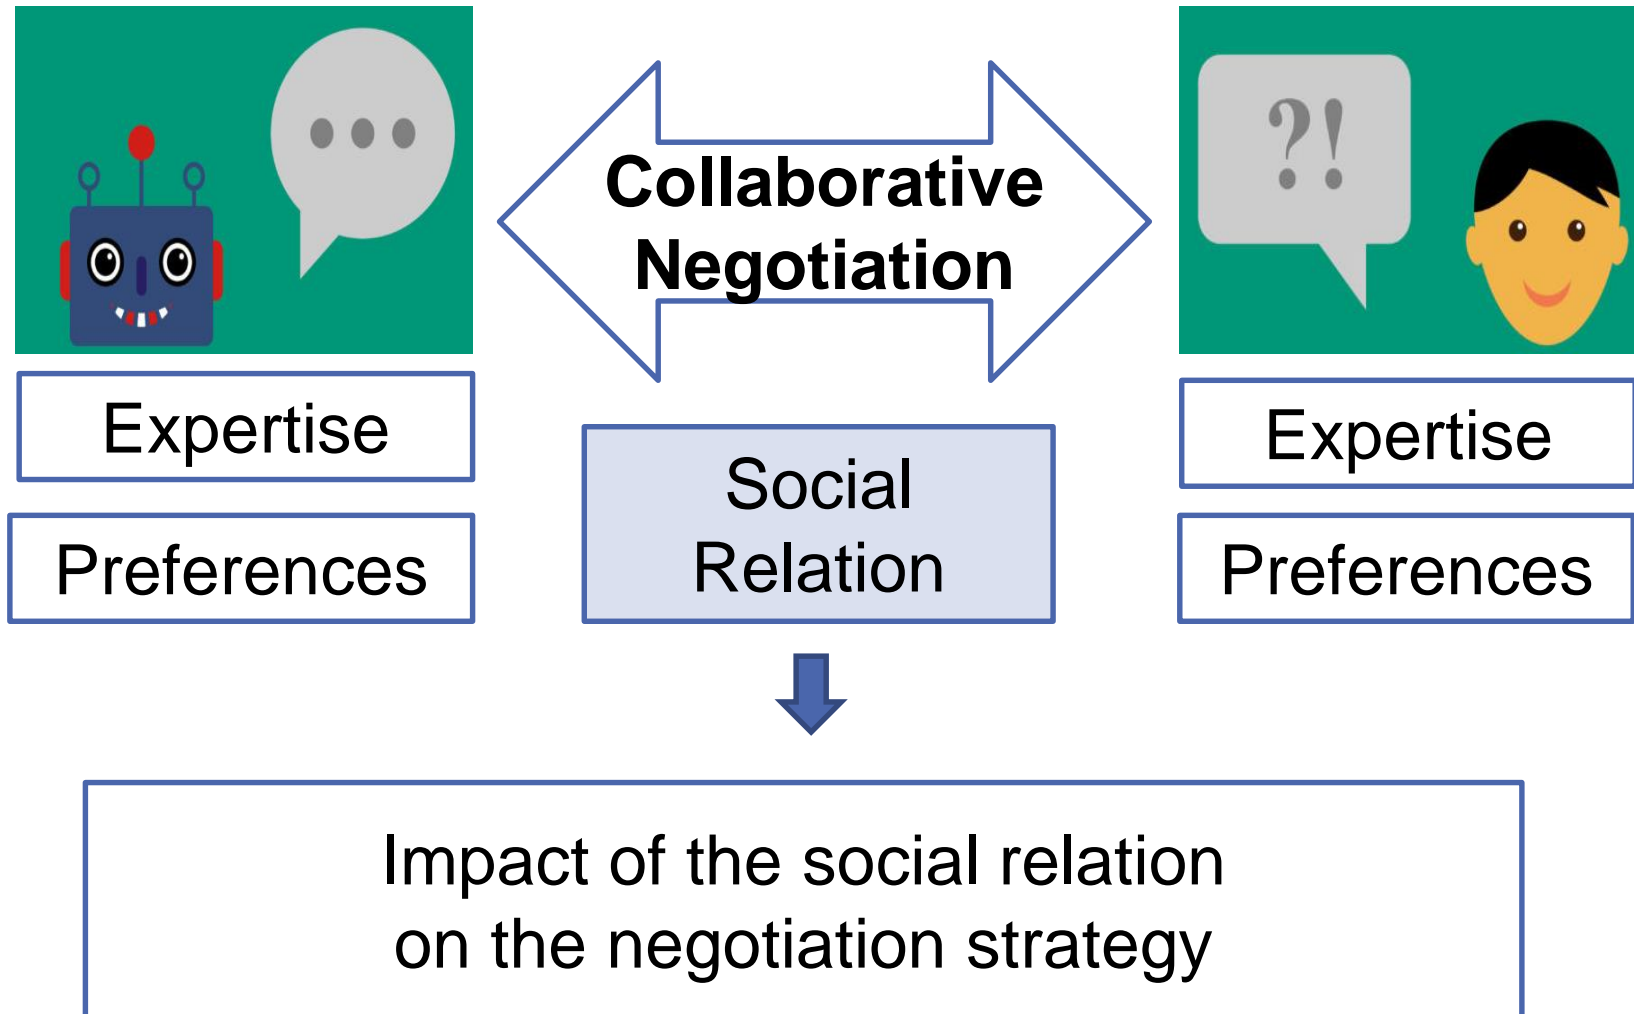 ?!
Collaborative
Negotiation
Expertise
Preferences
Social
Relation
Expertise
Preferences
Impact of the social relation
on the negotiation strategy